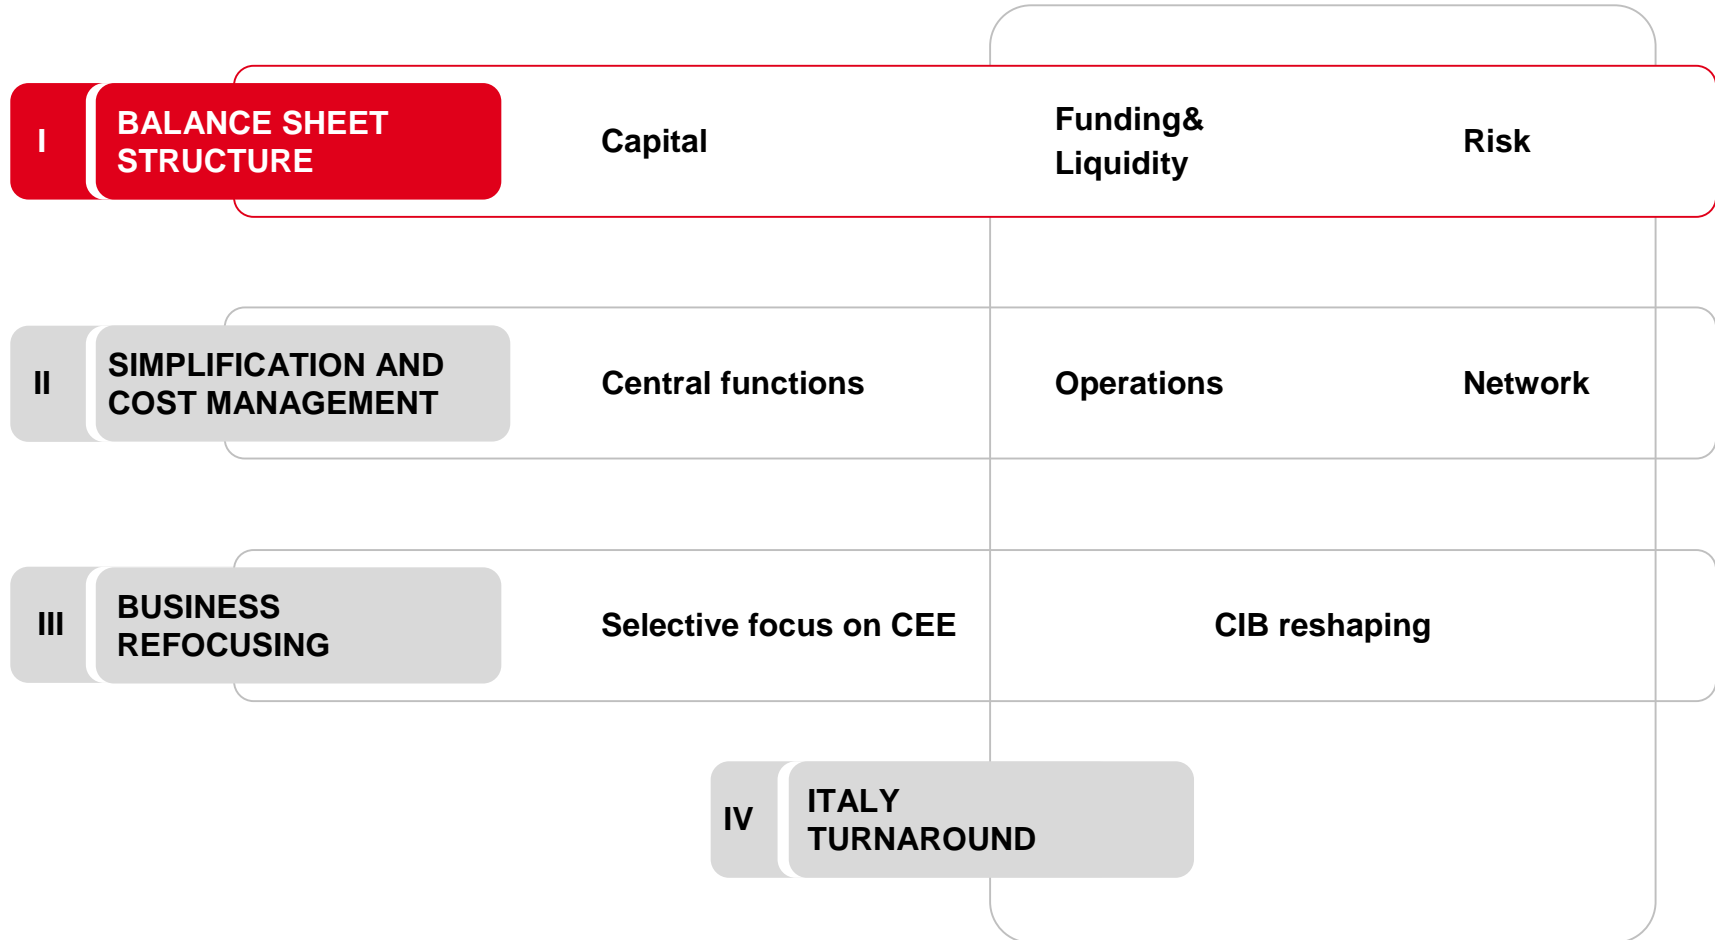 I
BALANCE SHEET
STRUCTURE
Capital
Funding&
Liquidity
Risk
II
SIMPLIFICATION AND
COST MANAGEMENT
Central functions
Operations
Network
III
BUSINESS
REFOCUSING
Selective focus on CEE
CIB reshaping
IV
ITALY
TURNAROUND